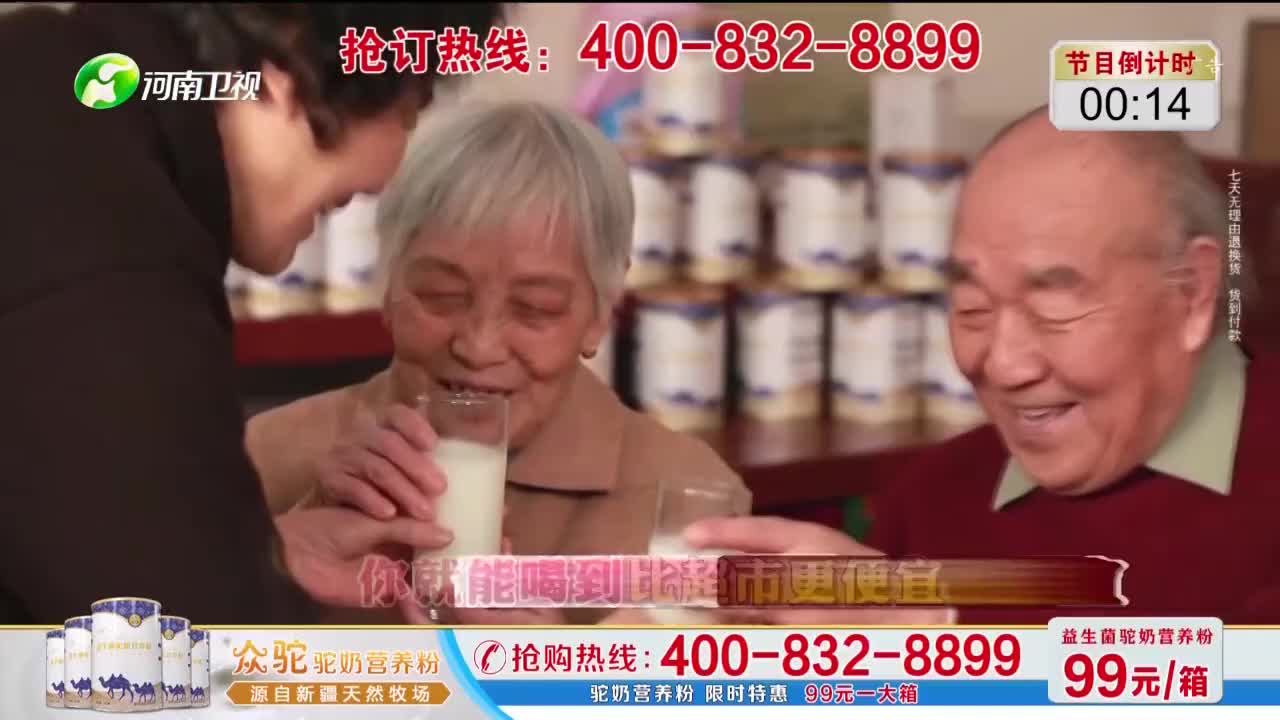 抢订热线：400-832-8899
河南卫视
节目倒计时
广告
00:14
七天无理由退换货 货到付款
你就能喝到比超市更便宜
众驼 驼奶营养粉
源自新疆天然牧场
抢购热线：400-832-8899
驼奶营养粉 限时特惠 99元一大箱
益生菌驼奶营养粉
99元/箱